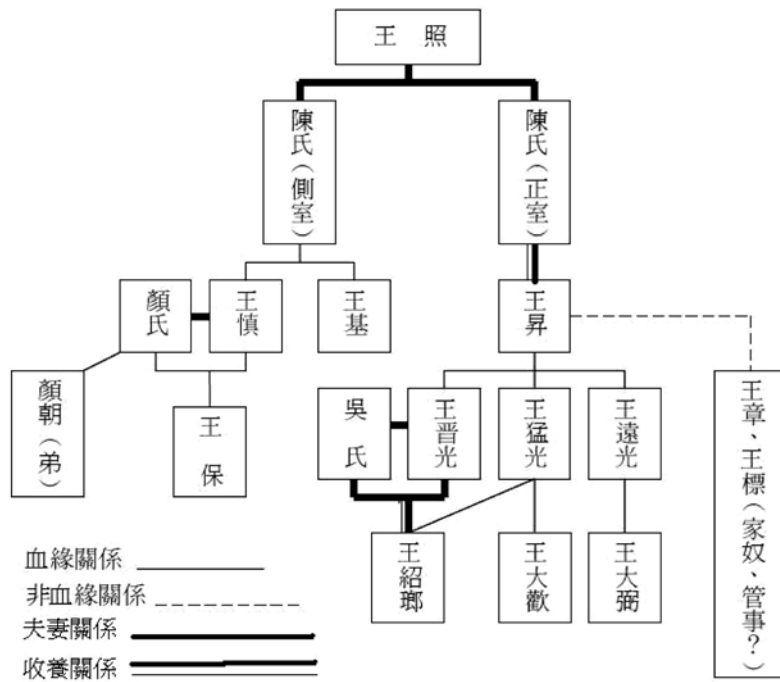 王 照
陳氏（側室）
陳氏（正室）
顏氏
王慎
王基
王昇
顏朝（弟）
王 保
吳 氏
王晋光
王猛光
王遠光
王章、王標（家奴、管事？）
王紹瑯
王大歡
王大弼
血緣關係
非血緣關係
夫妻關係
收養關係